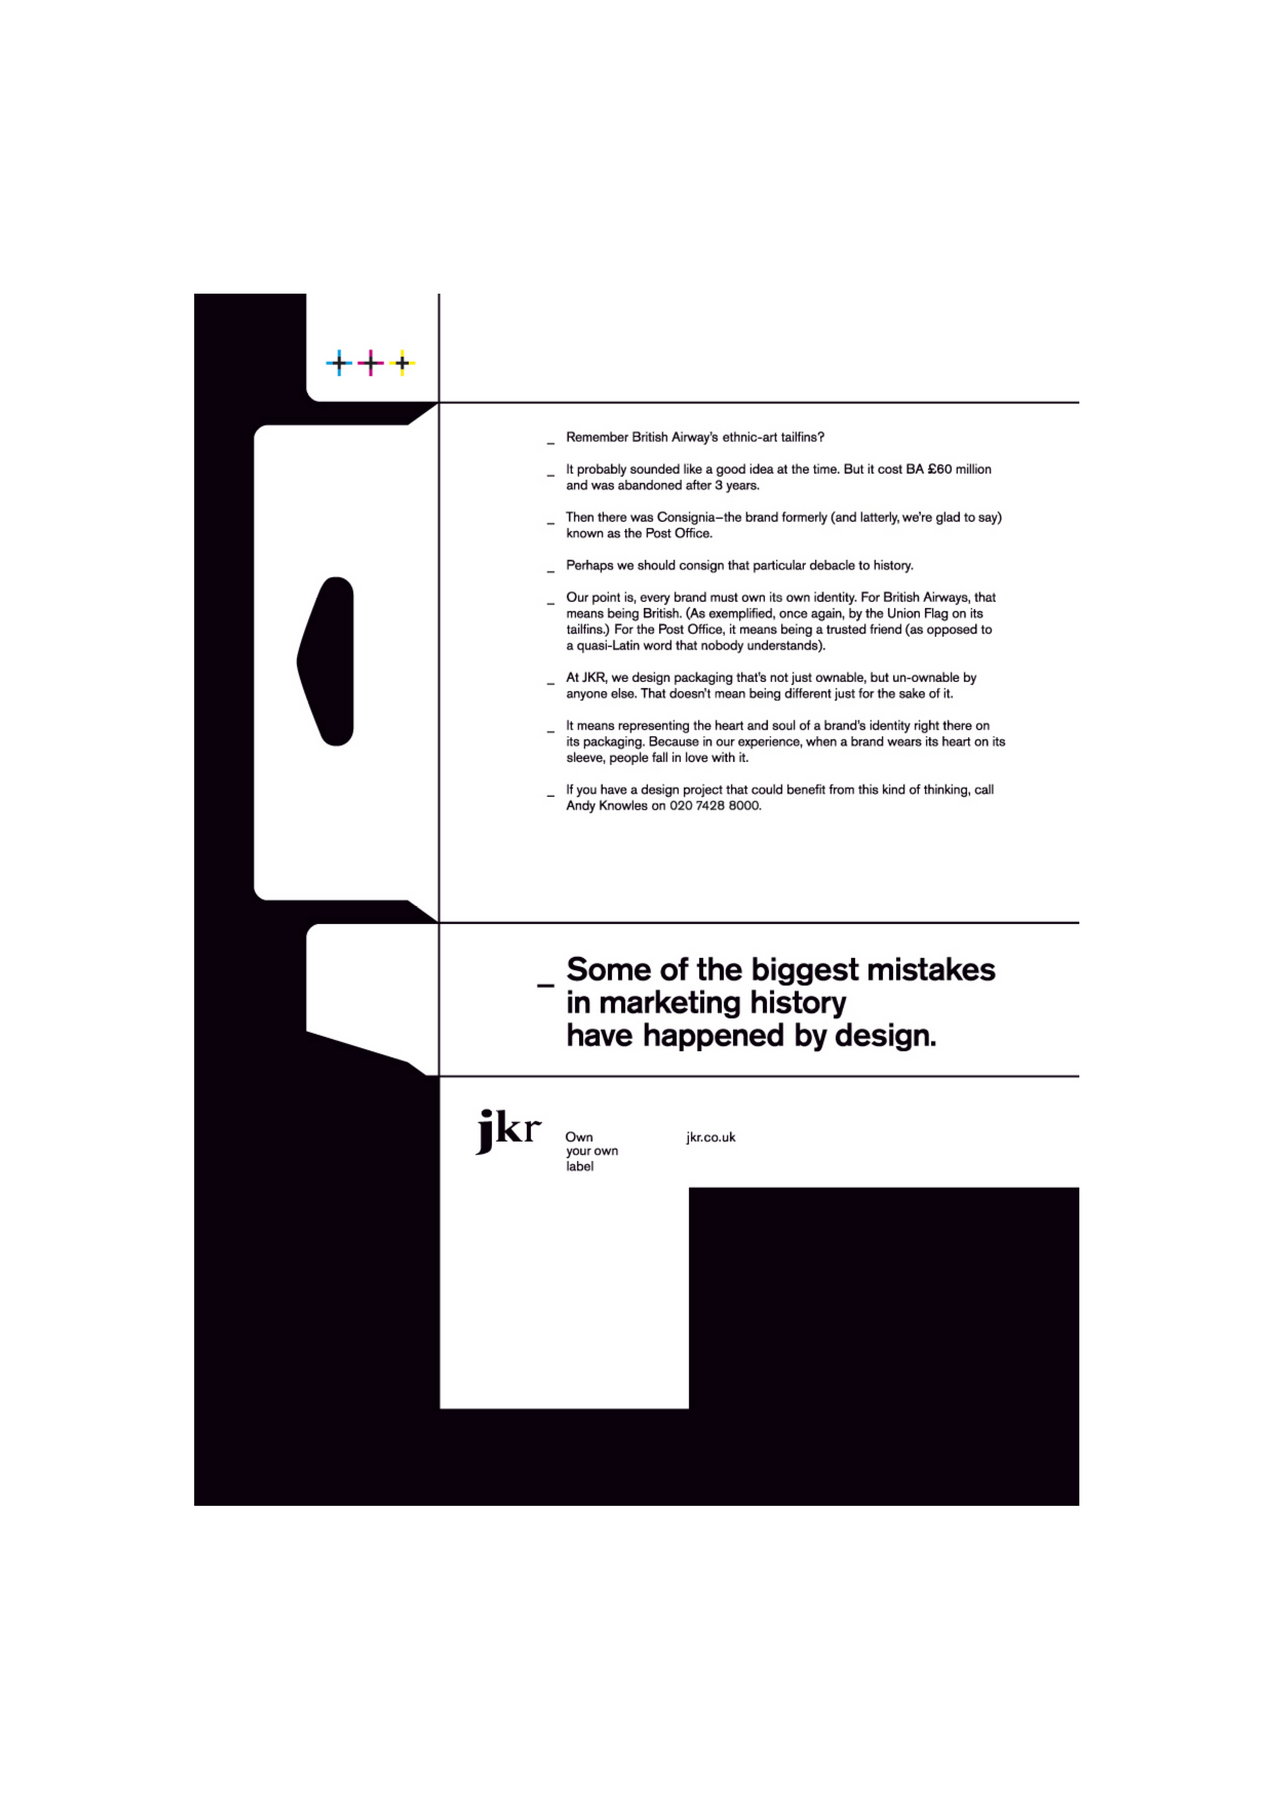 _ Remember British Airway's ethnic-art tailfins?
_ It probably sounded like a good idea at the time. But it cost BA £60 million
and was abandoned after 3 years.
_ Then there was Consignia–the brand formerly (and latterly, we're glad to say)
known as the Post Office.
_ Perhaps we should consign that particular debacle to history.
_ Our point is, every brand must own its own identity. For British Airways, that
means being British. (As exemplified, once again, by the Union Flag on its
tailfins.) For the Post Office, it means being a trusted friend (as opposed to
a quasi-Latin word that nobody understands).
_ At JKR, we design packaging that's not just ownable, but un-ownable by
anyone else. That doesn't mean being different just for the sake of it.
_ It means representing the heart and soul of a brand's identity right there on
its packaging. Because in our experience, when a brand wears its heart on its
sleeve, people fall in love with it.
_ If you have a design project that could benefit from this kind of thinking, call
Andy Knowles on 020 7428 8000.
_ Some of the biggest mistakes
in marketing history
have happened by design.
jkr
Own
your own
label
jkr.co.uk